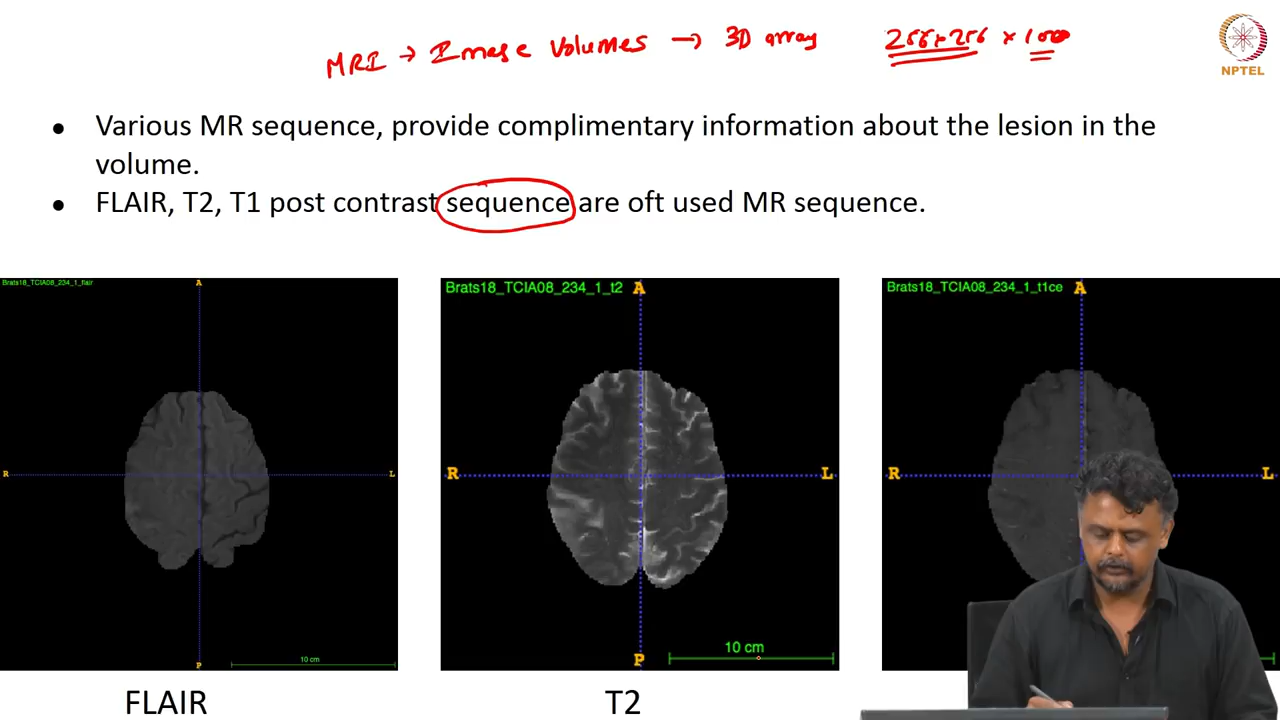 MRI → Image Volumes → 3D array 256×256 × 100
NPTEL
● Various MR sequence, provide complimentary information about the lesion in the
volume.
● FLAIR, T2, T1 post contrast sequence are oft used MR sequence.
Brats18_TCIA08_234_1_flair
A
R
L
P
10 cm
Brats18_TCIA08_234_1_t2
A
R
L
P
10 cm
Brats18_TCIA08_234_1_t1ce
A
R
L
FLAIR
T2